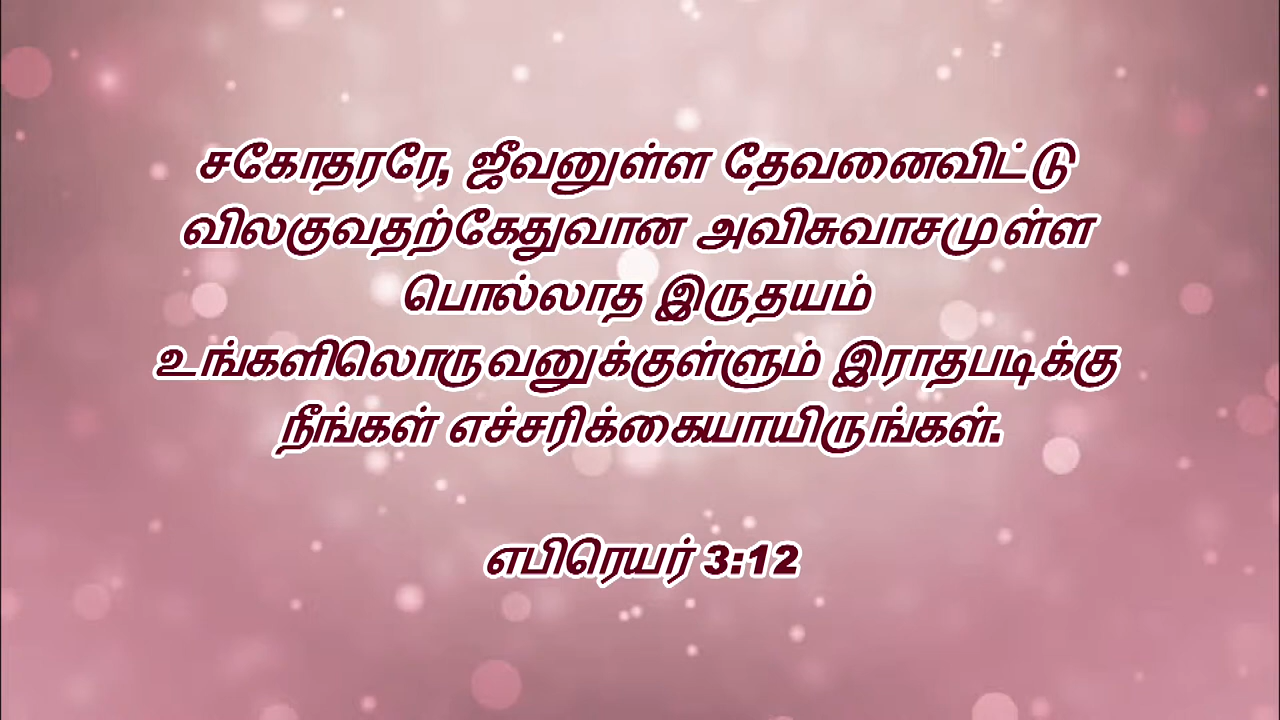 சகோதரரே, ஜீவனுள்ள தேவனைவிட்டு
விலகுவதற்கேதுவான அவிசுவாசமுள்ள
பொல்லாத இருதயம்
உங்களிலொருவனுக்குள்ளும் இராதபடிக்கு
நீங்கள் எச்சரிக்கையாயிருங்கள்.
எபிரெயர் 3:12